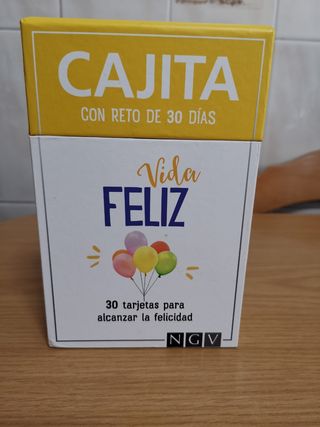 CAJITA
CON RETO DE 30 DÍAS
Vida
FELIZ
30 tarjetas para
alcanzar la felicidad
NGV